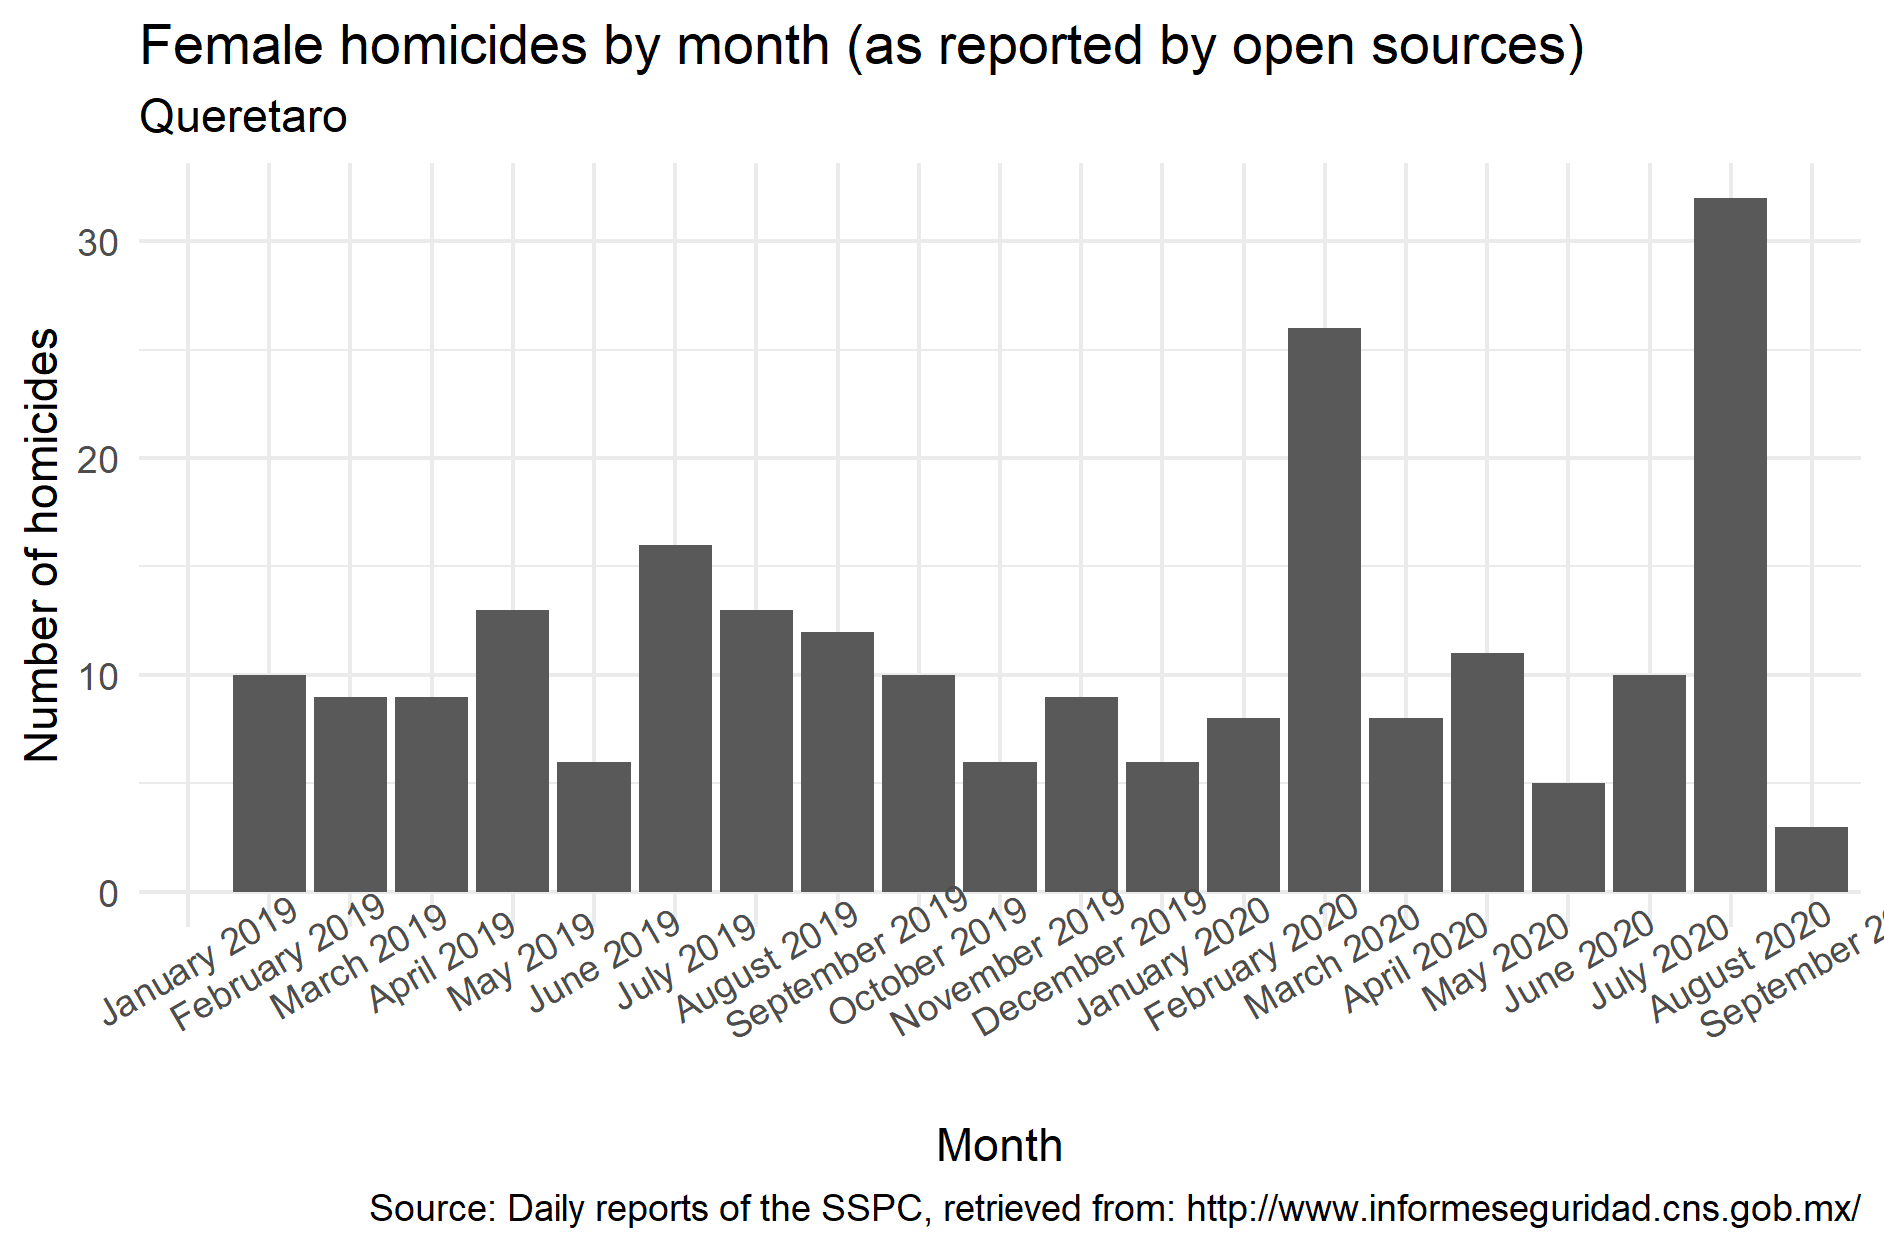 Female homicides by month (as reported by open sources)
Queretaro
Number of homicides
30
20
10
0
January 2019
February 2019
March 2019
April 2019
May 2019
June 2019
July 2019
August 2019
September 2019
October 2019
November 2019
December 2019
January 2020
February 2020
March 2020
April 2020
May 2020
June 2020
July 2020
August 2020
September
Month
Source: Daily reports of the SSPC, retrieved from: http://www.informeseguridad.cns.gob.mx/